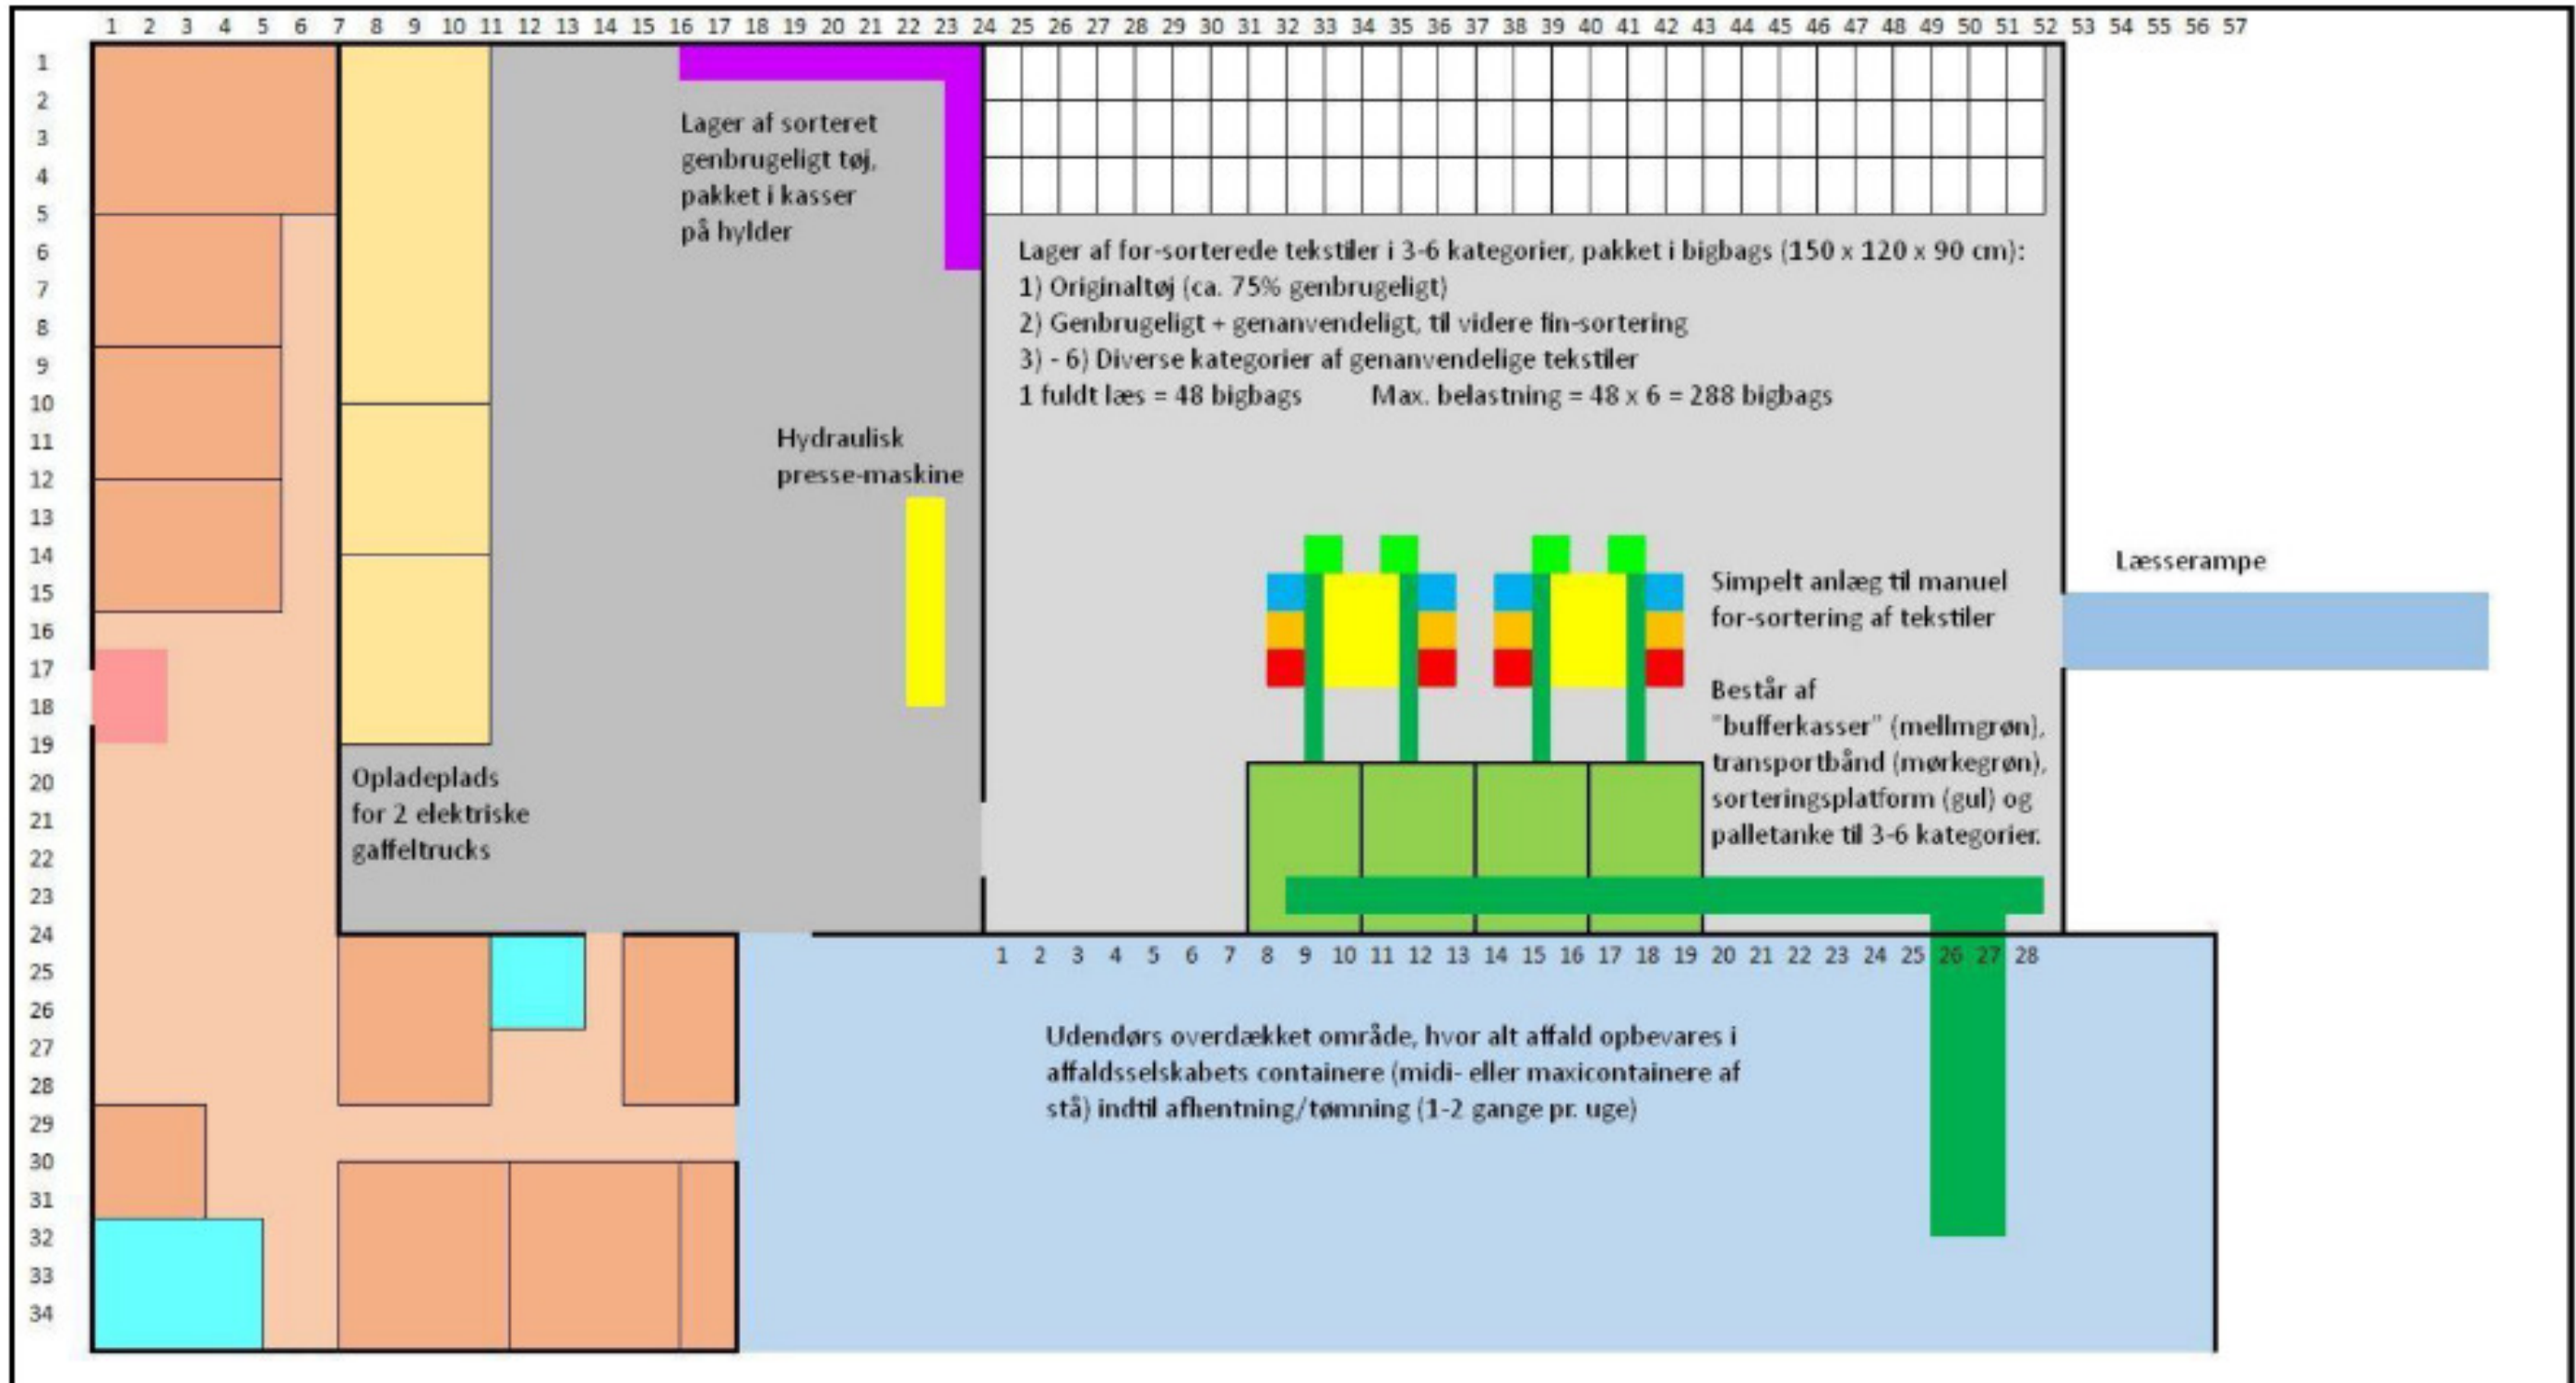 1 2 3 4 5 6 7 8 9 10 11 12 13 14 15 16 17 18 19 20 21 22 23 24 25 26 27 28 29 30 31 32 33 34 35 36 37 38 39 40 41 42 43 44 45 46 47 48 49 50 51 52 53 54 55 56 57
1
2
3
4
5
6
7
8
9
10
11
12
13
14
15
16
17
18
19
20
21
22
23
24
25
26
27
28
29
30
31
32
33
34
Lager af sorteret
genbrugeligt tøj,
pakket i kasser
på hylder
Lager af for-sorterede tekstiler i 3-6 kategorier, pakket i bigbags (150 x 120 x 90 cm):
1) Originaltøj (ca. 75% genbrugeligt)
2) Genbrugeligt + genanvendeligt, til videre fin-sortering
3) - 6) Diverse kategorier af genanvendelige tekstiler
1 fuldt læs = 48 bigbags Max. belastning = 48 x 6 = 288 bigbags
Hydraulisk
presse-maskine
Læsserampe
Simpelt anlæg til manuel
for-sortering af tekstiler
Består af
"bufferkasser" (mellmgrøn),
transportbånd (mørkegrøn),
sorteringsplatform (gul) og
palletanke til 3-6 kategorier.
Opladeplads
for 2 elektriske
gaffeltrucks
1 2 3 4 5 6 7 8 9 10 11 12 13 14 15 16 17 18 19 20 21 22 23 24 25 26 27 28
Udendørs overdækket område, hvor alt affald opbevares i
affaldsselskabets containere (midi- eller maxicontainere af
stå) indtil afhentning/tømning (1-2 gange pr. uge)